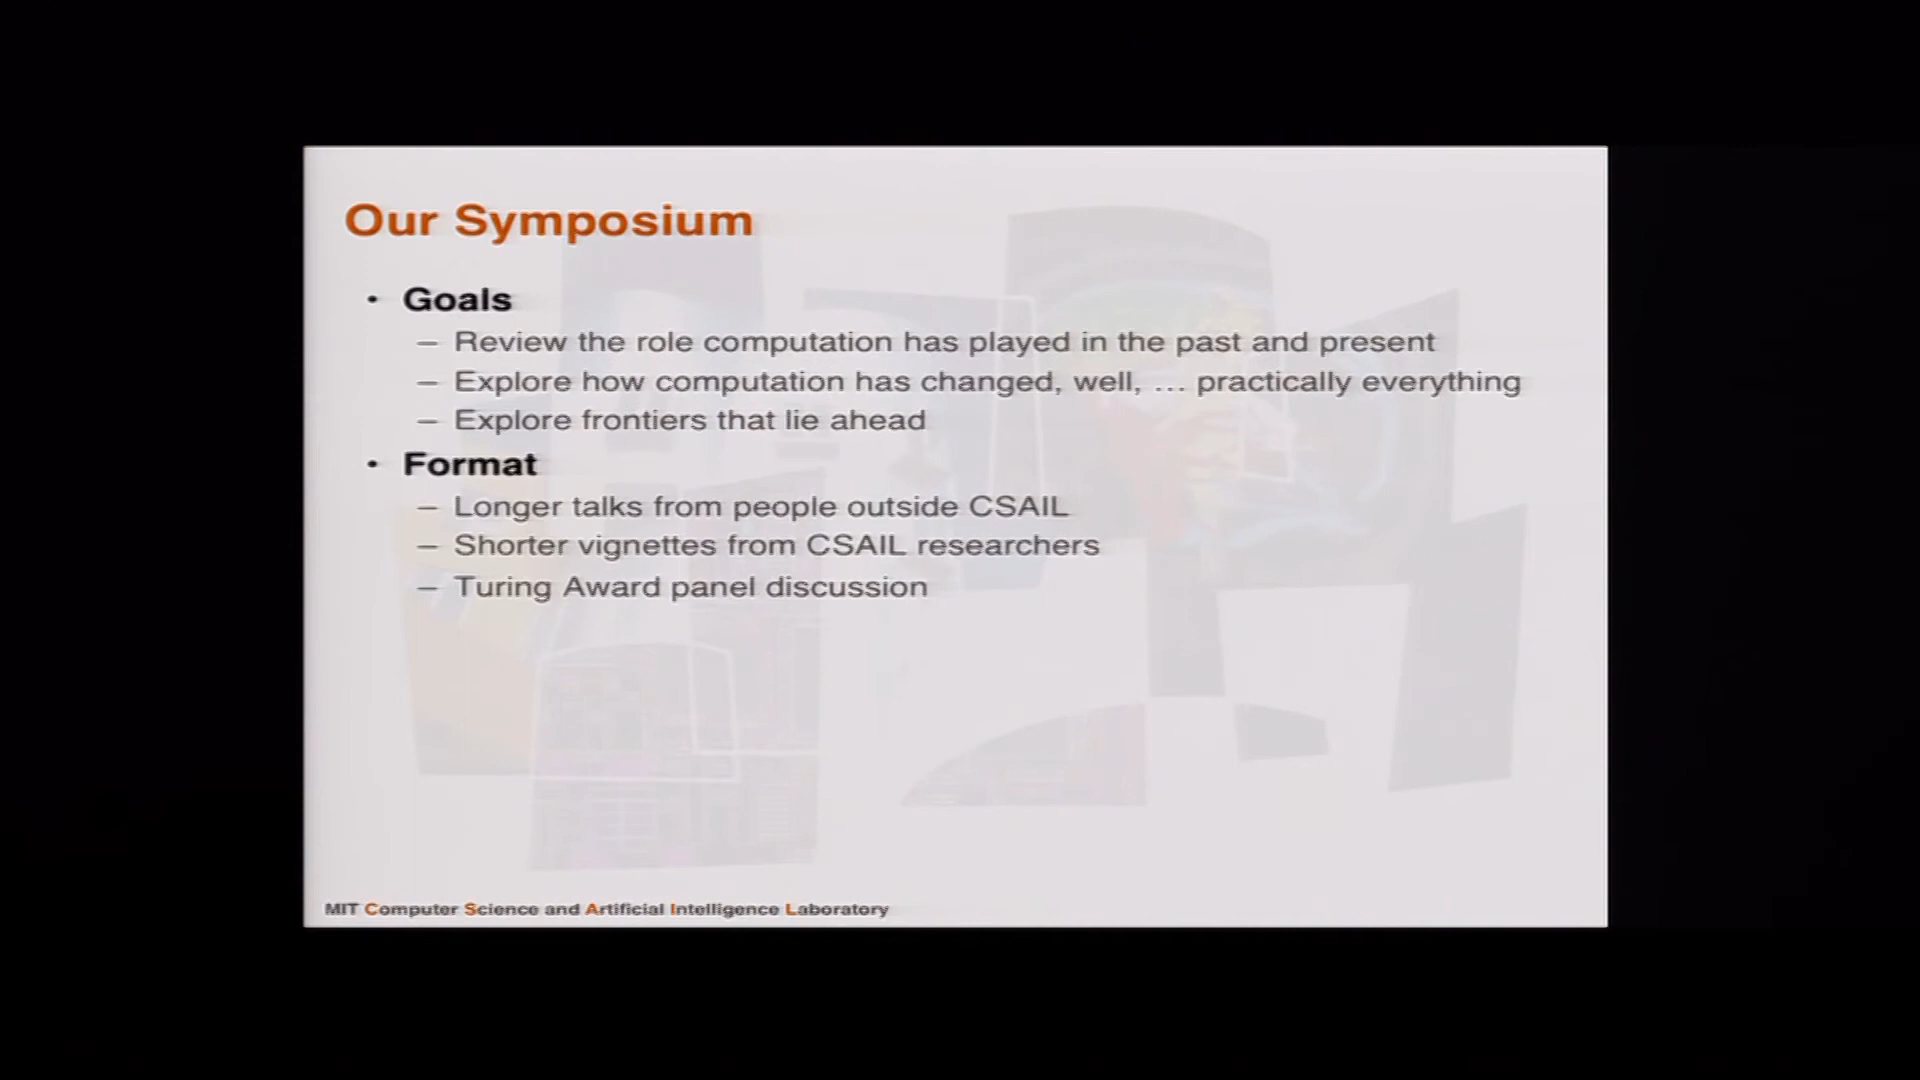 Our Symposium
• Goals
– Review the role computation has played in the past and present
– Explore how computation has changed, well, … practically everything
– Explore frontiers that lie ahead
• Format
– Longer talks from people outside CSAIL
– Shorter vignettes from CSAIL researchers
– Turing Award panel discussion
MIT Computer Science and Artificial Intelligence Laboratory